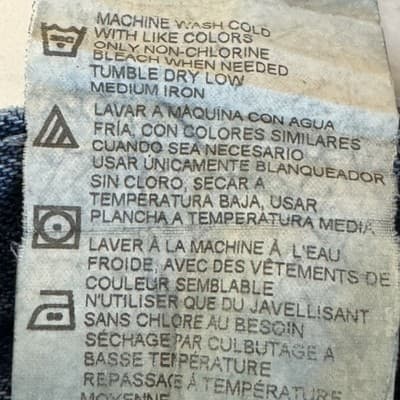 MACHINE WASH COLD
WITH LIKE COLORS
ONLY NON-CHLORINE
BLEACH WHEN NEEDED
TUMBLE DRY LOW
MEDIUM IRON
LAVAR A MAQUINA CON AGUA
FRÍA, CON COLORES SIMILARES
CUANDO SEA NECESARIO
USAR ÚNICAMENTE BLANQUEADOR
SIN CLORO, SECAR A
TEMPERATURA BAJA, USAR
PLANCHA A TEMPERATURA MEDIA
LAVER À LA MACHINE À L'EAU
FROIDE, AVEC DES VÊTEMENTS DE
COULEUR SEMBLABLE
N'UTILISER QUE DU JAVELLISANT
SANS CHLORE AU BESOIN
SÉCHAGE PAR CULBUTAGE À
BASSE TEMPÉRATURE
REPASSAGE À TEMPÉRATURE
MOYENNE